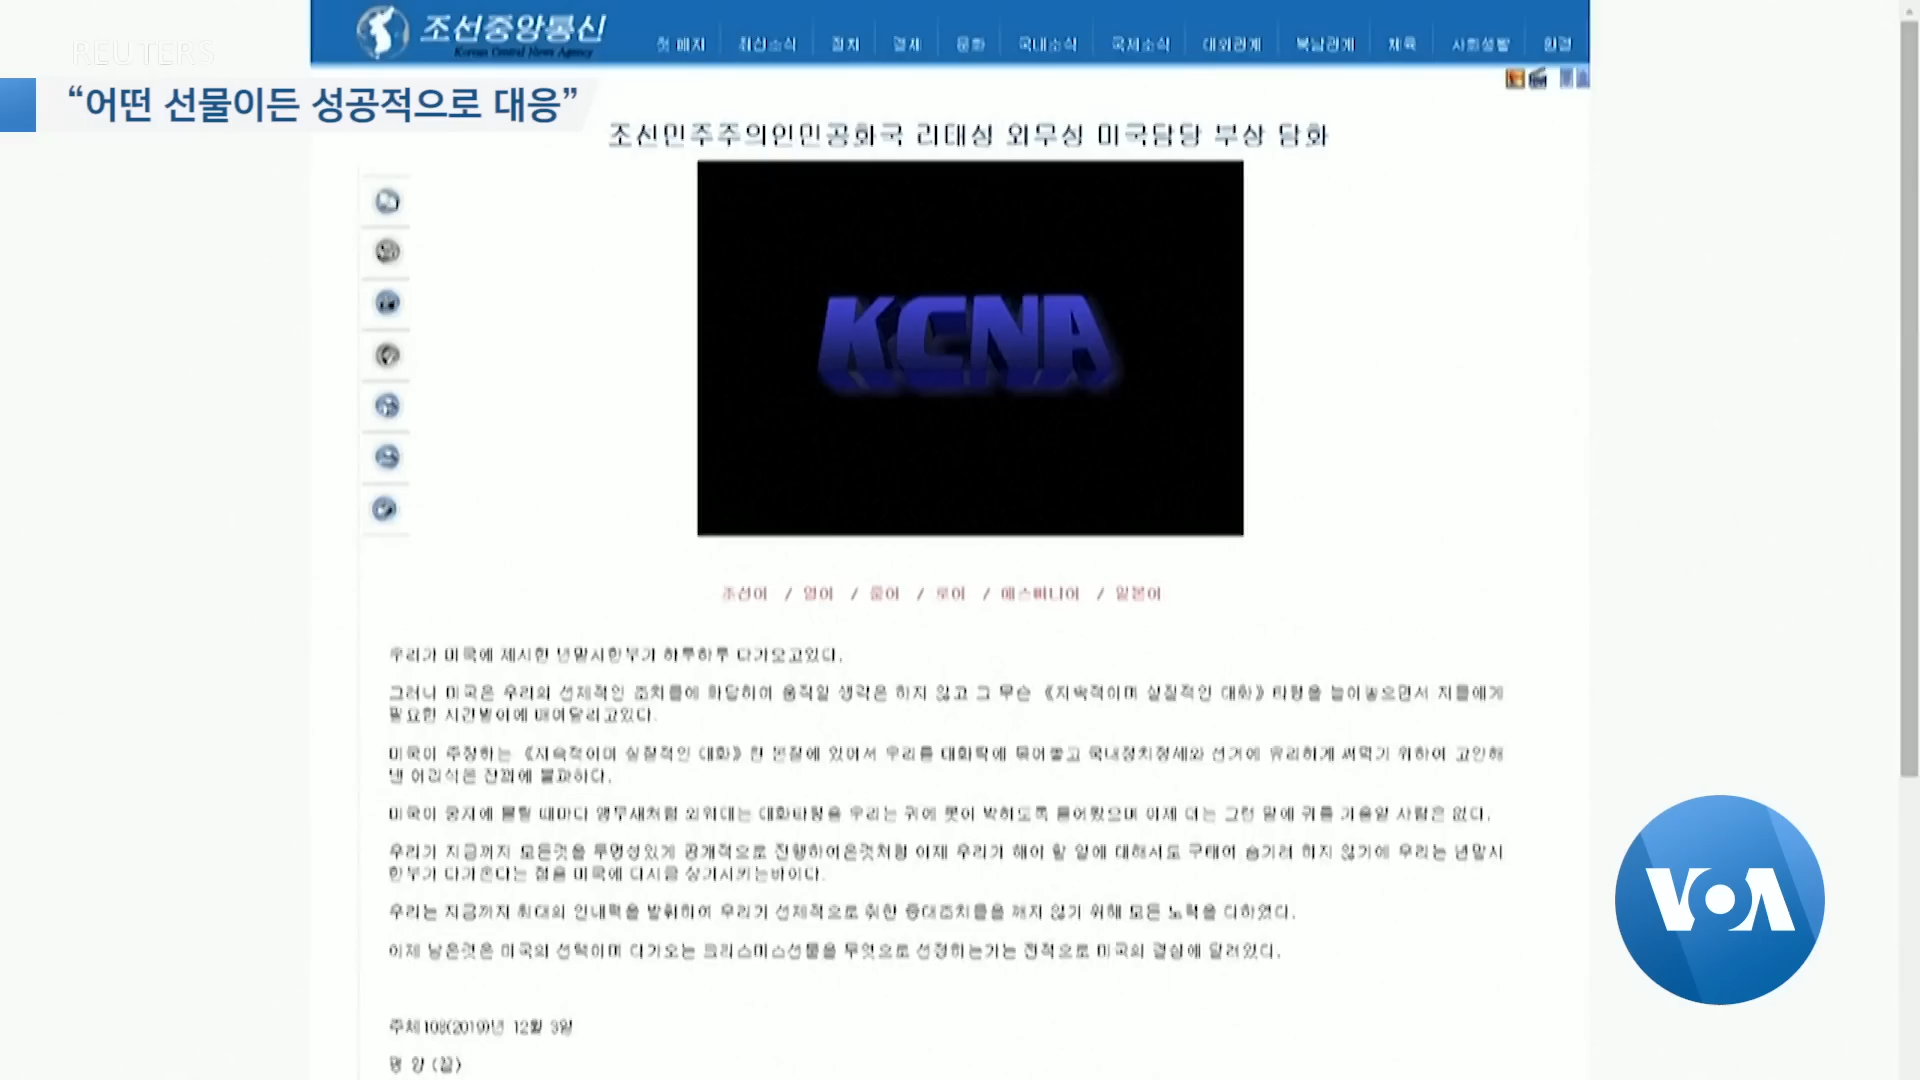 조선중앙통신
Korean Central News Agency
첫 페지 최신소식 정치 경제 문화 국내소식 국제소식 대외관계 북남관계 체육 사회생활 인결
REUTERS
“어떤 선물이든 성공적으로 대응”
조선민주주의인민공화국 리태성 외무성 미국담당 부상 담화
KCNA
조선어 / 영어 / 중어 / 로어 / 에스빠냐어 / 일본어
우리가 미국에 제시한 년말시한부가 하루하루 다가오고있다.
그러나 미국은 우리의 선제적인 조치들에 화답하여 움직일 생각은 하지 않고 그 무슨 《지속적이며 실질적인 대화》타령을 늘어놓으면서 저들에게
필요한 시간벌이에 매여달리고있다.
미국이 주장하는 《지속적이며 실질적인 대화》란 본질에 있어서 우리를 대화탁에 묶어놓고 국내정치정세와 선거에 유리하게 써먹기 위하여 고안해
낸 어리석은 잔꾀에 불과하다.
미국이 궁지에 몰릴 때마다 앵무새처럼 외워대는 대화타령을 우리는 귀에 못이 박히도록 들어왔으며 이제 더는 그런 말에 귀를 기울일 사람은 없다.
우리가 지금까지 모든것을 투명성있게 공개적으로 진행하여온것처럼 이제 우리가 해야 할 일에 대해서도 구태여 숨기려 하지 않기에 우리는 년말시
한부가 다가온다는 점을 미국에 다시금 상기시키는바이다.
우리는 지금까지 최대의 인내력을 발휘하여 우리가 선제적으로 취한 중대조치들을 깨지 않기 위해 모든 노력을 다하였다.
이제 남은것은 미국의 선택이며 다가오는 크리스마스선물을 무엇으로 선정하는가는 전적으로 미국의 결심에 달려있다.
주체108(2019)년 12월 3일
평 양 (끝)
VOA